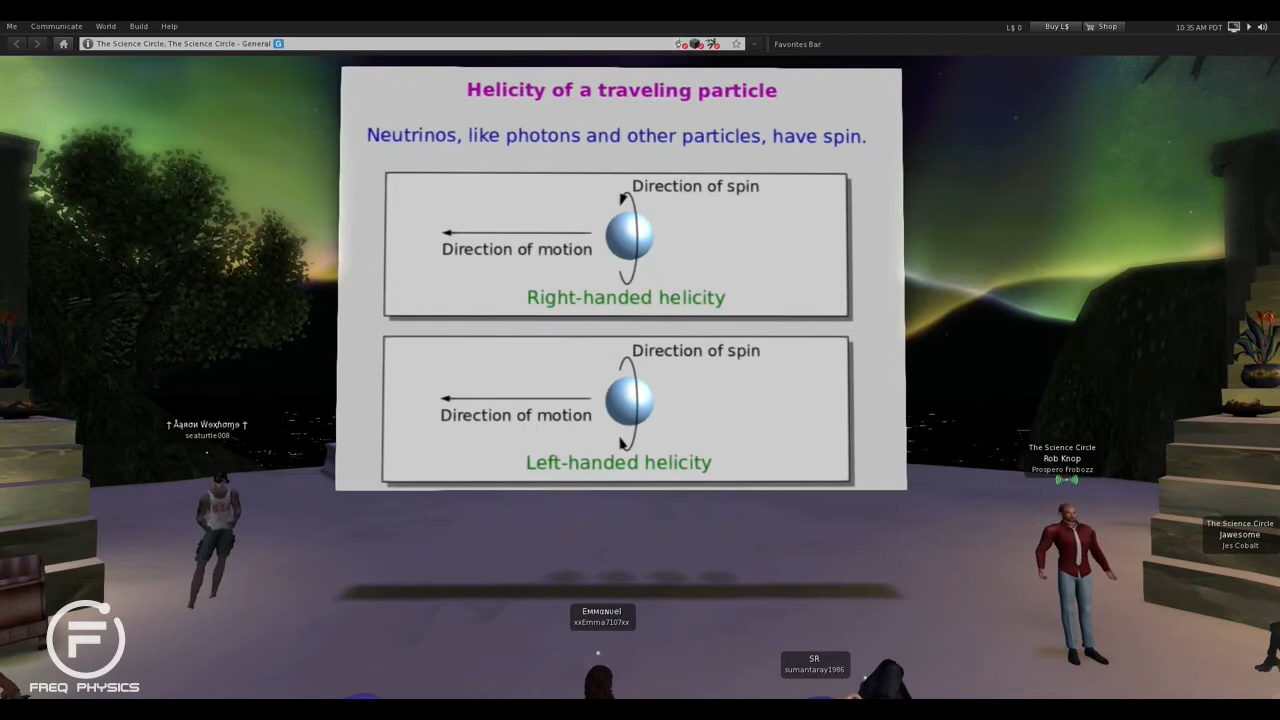 Me Communicate World Build Help
L$ 0 Buy L$ Shop 10:35 AM PDT
The Science Circle, The Science Circle - General G
Favorites Bar
Helicity of a traveling particle
Neutrinos, like photons and other particles, have spin.
Direction of spin
Direction of motion
Right-handed helicity
Direction of spin
Direction of motion
Left-handed helicity
seaturtle008
The Science Circle
Rob Knop
Prospero Frobozz
The Science Circle
Jawesome
Jes Cobalt
Emmαnυel
xxEmma7107xx
SR
sumantaray1986
F
FREQ PHYSICS